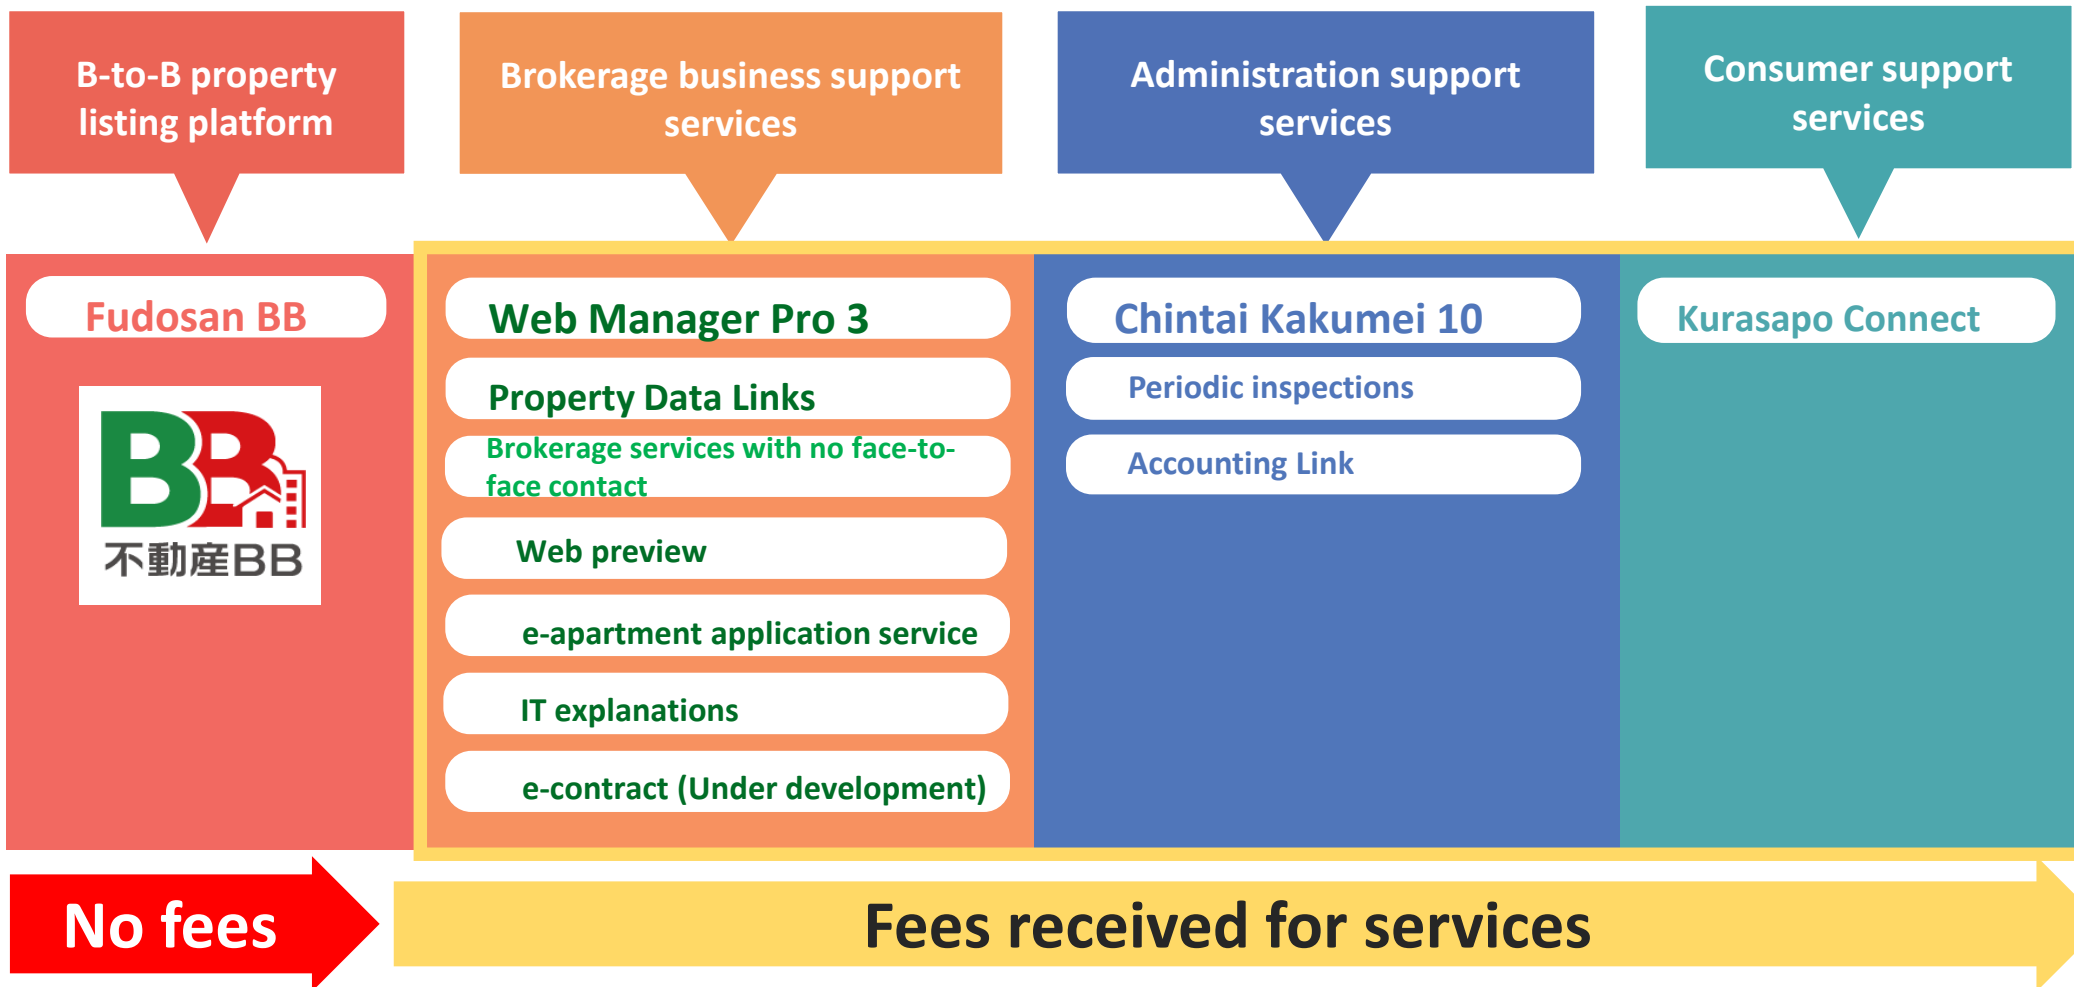 B-to-B property
listing platform
Brokerage business support
services
Administration support
services
Consumer support
services
Fudosan BB
BB
不動産BB
Web Manager Pro 3
Property Data Links
Brokerage services with no face-to-
face contact
Web preview
e-apartment application service
IT explanations
e-contract (Under development)
Chintai Kakumei 10
Periodic inspections
Accounting Link
Kurasapo Connect
No fees
Fees received for services